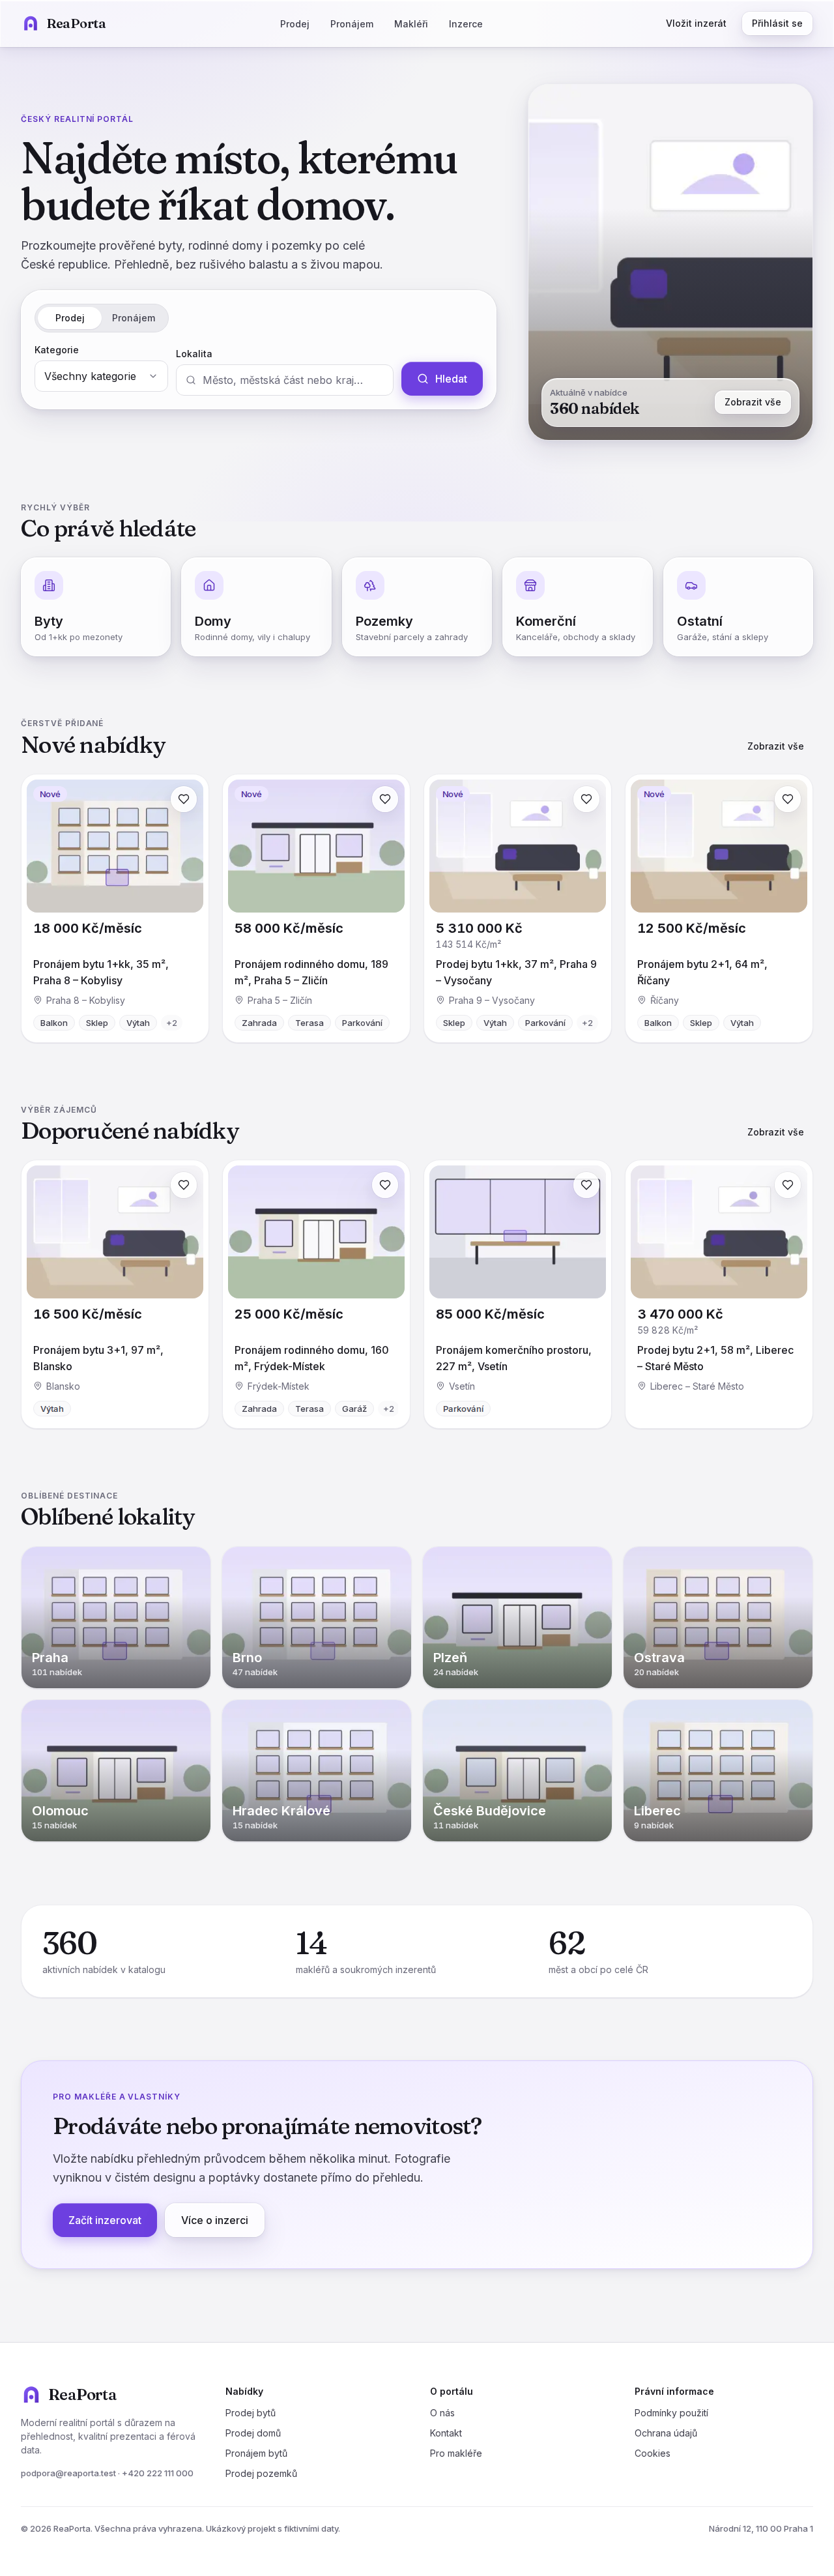 ReaPorta
Prodej
Pronájem
Makléři
Inzerce
Vložit inzerát
Přihlásit se
ČESKÝ REALITNÍ PORTÁL
Najděte místo, kterému
budete říkat domov.
Prozkoumejte prověřené byty, rodinné domy i pozemky po celé
České republice. Přehledně, bez rušivého balastu a s živou mapou.
Prodej
Pronájem
Kategorie
Lokalita
Všechny kategorie
Město, městská část nebo kraj…
Hledat
Aktuálně v nabídce
360 nabídek
Zobrazit vše
RYCHLÝ VÝBĚR
Co právě hledáte
Byty
Od 1+kk po mezonety
Domy
Rodinné domy, vily i chalupy
Pozemky
Stavební parcely a zahrady
Komerční
Kanceláře, obchody a sklady
Ostatní
Garáže, stání a sklepy
ČERSTVĚ PŘIDANÉ
Nové nabídky
Zobrazit vše
Nové
18 000 Kč/měsíc
Pronájem bytu 1+kk, 35 m²,
Praha 8 – Kobylisy
Praha 8 – Kobylisy
Balkon
Sklep
Výtah
+2
Nové
58 000 Kč/měsíc
Pronájem rodinného domu, 189
m², Praha 5 – Zličín
Praha 5 – Zličín
Zahrada
Terasa
Parkování
Nové
5 310 000 Kč
143 514 Kč/m²
Prodej bytu 1+kk, 37 m², Praha 9
– Vysočany
Praha 9 – Vysočany
Sklep
Výtah
Parkování
+2
Nové
12 500 Kč/měsíc
Pronájem bytu 2+1, 64 m²,
Říčany
Říčany
Balkon
Sklep
Výtah
VÝBĚR ZÁJEMCŮ
Doporučené nabídky
Zobrazit vše
16 500 Kč/měsíc
Pronájem bytu 3+1, 97 m²,
Blansko
Blansko
Výtah
25 000 Kč/měsíc
Pronájem rodinného domu, 160
m², Frýdek-Místek
Frýdek-Místek
Zahrada
Terasa
Garáž
+2
85 000 Kč/měsíc
Pronájem komerčního prostoru,
227 m², Vsetín
Vsetín
Parkování
3 470 000 Kč
59 828 Kč/m²
Prodej bytu 2+1, 58 m², Liberec
– Staré Město
Liberec – Staré Město
OBLÍBENÉ DESTINACE
Oblíbené lokality
Praha
101 nabídek
Brno
47 nabídek
Plzeň
24 nabídek
Ostrava
20 nabídek
Olomouc
15 nabídek
Hradec Králové
15 nabídek
České Budějovice
11 nabídek
Liberec
9 nabídek
360
aktivních nabídek v katalogu
14
makléřů a soukromých inzerentů
62
měst a obcí po celé ČR
PRO MAKLÉŘE A VLASTNÍKY
Prodáváte nebo pronajímáte nemovitost?
Vložte nabídku přehledným průvodcem během několika minut. Fotografie
vyniknou v čistém designu a poptávky dostanete přímo do přehledu.
Začít inzerovat
Více o inzerci
ReaPorta
Moderní realitní portál s důrazem na
přehlednost, kvalitní prezentaci a férová
data.
podpora@reaporta.test · +420 222 111 000
Nabídky
Prodej bytů
Prodej domů
Pronájem bytů
Prodej pozemků
O portálu
O nás
Kontakt
Pro makléře
Právní informace
Podmínky použití
Ochrana údajů
Cookies
© 2026 ReaPorta. Všechna práva vyhrazena. Ukázkový projekt s fiktivními daty.
Národní 12, 110 00 Praha 1